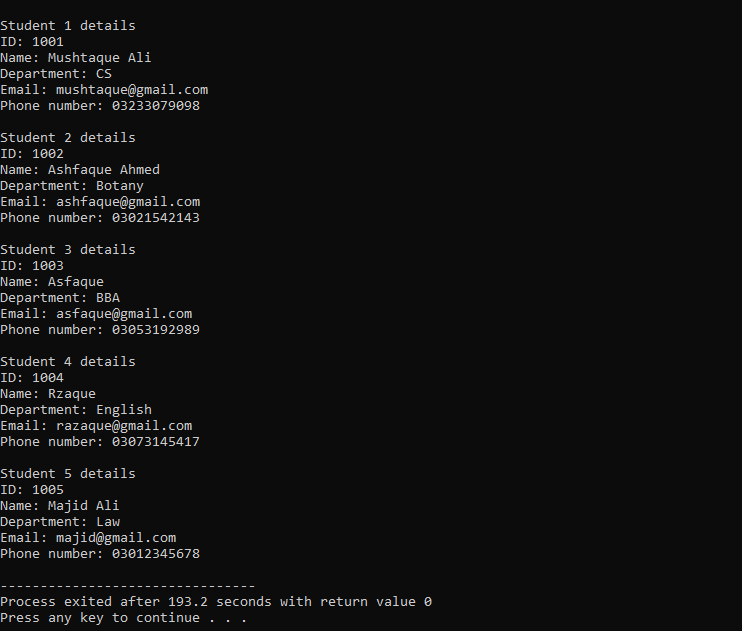 Student 1 details
ID: 1001
Name: Mushtaque Ali
Department: CS
Email: mushtaque@gmail.com
Phone number: 03233079098
Student 2 details
ID: 1002
Name: Ashfaque Ahmed
Department: Botany
Email: ashfaque@gmail.com
Phone number: 03021542143
Student 3 details
ID: 1003
Name: Asfaque
Department: BBA
Email: asfaque@gmail.com
Phone number: 03053192989
Student 4 details
ID: 1004
Name: Rzaque
Department: English
Email: razaque@gmail.com
Phone number: 03073145417
Student 5 details
ID: 1005
Name: Majid Ali
Department: Law
Email: majid@gmail.com
Phone number: 03012345678
--------------------------------
Process exited after 193.2 seconds with return value 0
Press any key to continue . . .